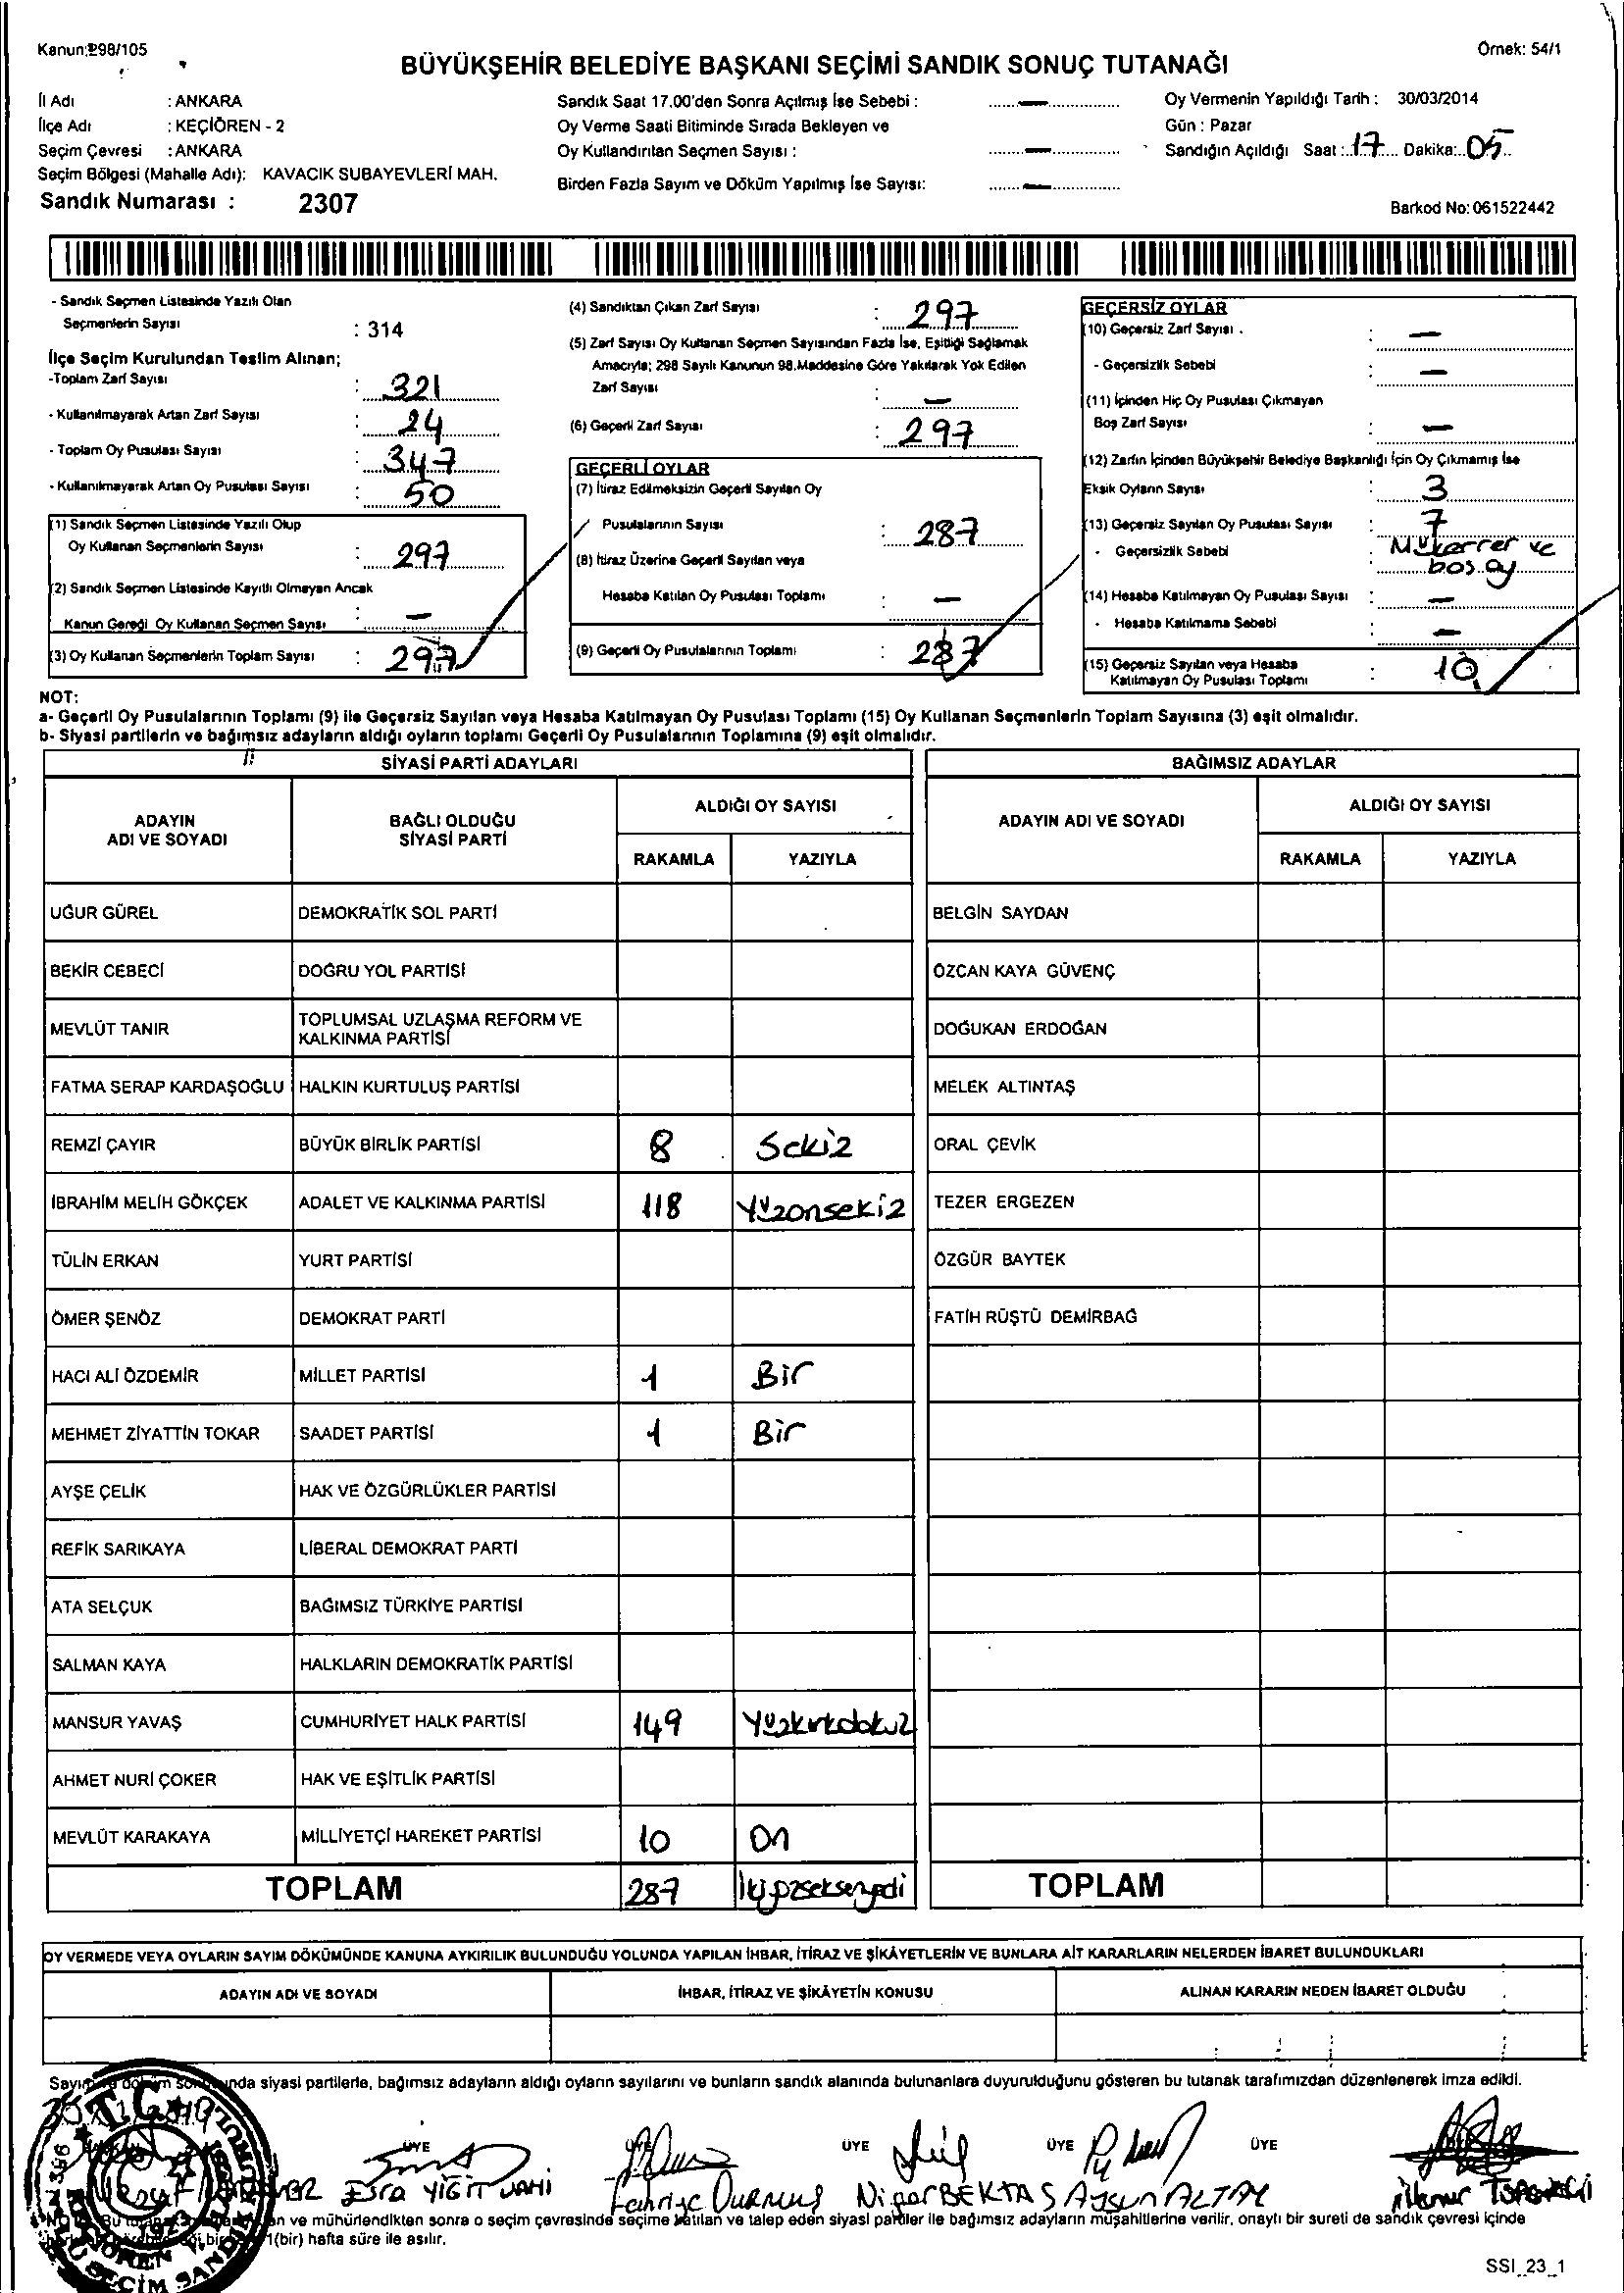 Kanun:298/105
Örnek: 54/1
BÜYÜKŞEHİR BELEDİYE BAŞKANI SEÇİMİ SANDIK SONUÇ TUTANAĞI
İl Adı : ANKARA
İlçe Adı : KEÇİÖREN - 2
Seçim Çevresi : ANKARA
Seçim Bölgesi (Mahalle Adı): KAVACIK SUBAYEVLERİ MAH.
Sandık Numarası : 2307
Sandık Saat 17.00'den Sonra Açılmış İse Sebebi : —
Oy Verme Saati Bitiminde Sırada Bekleyen ve
Oy Kullandırılan Seçmen Sayısı : —
Birden Fazla Sayım ve Döküm Yapılmış İse Sayısı: —
Oy Vermenin Yapıldığı Tarih : 30/03/2014
Gün : Pazar
Sandığın Açıldığı Saat : 17 Dakika: 05
Barkod No: 061522442
- Sandık Seçmen Listesinde Yazılı Olan
Seçmenlerin Sayısı : 314
İlçe Seçim Kurulundan Teslim Alınan;
-Toplam Zarf Sayısı : 321
- Kullanılmayarak Artan Zarf Sayısı : 24
- Toplam Oy Pusulası Sayısı : 347
- Kullanılmayarak Artan Oy Pusulası Sayısı : 50
(1) Sandık Seçmen Listesinde Yazılı Olup
Oy Kullanan Seçmenlerin Sayısı : 297
(2) Sandık Seçmen Listesinde Kayıtlı Olmayan Ancak
Kanun Gereği Oy Kullanan Seçmen Sayısı : —
(3) Oy Kullanan Seçmenlerin Toplam Sayısı : 297
(4) Sandıktan Çıkan Zarf Sayısı : 297
(5) Zarf Sayısı Oy Kullanan Seçmen Sayısından Fazla İse, Eşitliği Sağlamak
Amacıyla; 298 Sayılı Kanunun 98.Maddesine Göre Yakılarak Yok Edilen
Zarf Sayısı : —
(6) Geçerli Zarf Sayısı : 297
GEÇERLİ OYLAR
(7) İtiraz Edilmeksizin Geçerli Sayılan Oy
Pusulalarının Sayısı : 287
(8) İtiraz Üzerine Geçerli Sayılan veya
Hesaba Katılan Oy Pusulası Toplamı : —
(9) Geçerli Oy Pusulalarının Toplamı : 287
GEÇERSİZ OYLAR
(10) Geçersiz Zarf Sayısı . : —
- Geçersizlik Sebebi : —
(11) İçinden Hiç Oy Pusulası Çıkmayan
Boş Zarf Sayısı : —
(12) Zarfın İçinden Büyükşehir Belediye Başkanlığı İçin Oy Çıkmamış İse
Eksik Oyların Sayısı : 3
(13) Geçersiz Sayılan Oy Pusulası Sayısı : 7
- Geçersizlik Sebebi : Mükerrer ve
boş oy
(14) Hesaba Katılmayan Oy Pusulası Sayısı : —
- Hesaba Katılmama Sebebi : —
(15) Geçersiz Sayılan veya Hesaba
Katılmayan Oy Pusulası Toplamı : 10
NOT:
a- Geçerli Oy Pusulalarının Toplamı (9) ile Geçersiz Sayılan veya Hesaba Katılmayan Oy Pusulası Toplamı (15) Oy Kullanan Seçmenlerin Toplam Sayısına (3) eşit olmalıdır.
b- Siyasi partilerin ve bağımsız adayların aldığı oyların toplamı Geçerli Oy Pusulalarının Toplamına (9) eşit olmalıdır.
SİYASİ PARTİ ADAYLARI
ADAYIN ADI VE SOYADI BAĞLI OLDUĞU SİYASİ PARTİ ALDIĞI OY SAYISI
RAKAMLA YAZIYLA
UĞUR GÜREL DEMOKRATİK SOL PARTİ
BEKİR CEBECİ DOĞRU YOL PARTİSİ
MEVLÜT TANIR TOPLUMSAL UZLAŞMA REFORM VE KALKINMA PARTİSİ
FATMA SERAP KARDAŞOĞLU HALKIN KURTULUŞ PARTİSİ
REMZİ ÇAYIR BÜYÜK BİRLİK PARTİSİ 8 Sekiz
İBRAHİM MELİH GÖKÇEK ADALET VE KALKINMA PARTİSİ 118 Yüzonsekiz
TÜLİN ERKAN YURT PARTİSİ
ÖMER ŞENÖZ DEMOKRAT PARTİ
HACI ALİ ÖZDEMİR MİLLET PARTİSİ 1 Bir
MEHMET ZİYATTİN TOKAR SAADET PARTİSİ 1 Bir
AYŞE ÇELİK HAK VE ÖZGÜRLÜKLER PARTİSİ
REFİK SARIKAYA LİBERAL DEMOKRAT PARTİ
ATA SELÇUK BAĞIMSIZ TÜRKİYE PARTİSİ
SALMAN KAYA HALKLARIN DEMOKRATİK PARTİSİ
MANSUR YAVAŞ CUMHURİYET HALK PARTİSİ 149 Yüzkırkdokuz
AHMET NURİ ÇOKER HAK VE EŞİTLİK PARTİSİ
MEVLÜT KARAKAYA MİLLİYETÇİ HAREKET PARTİSİ 10 On
TOPLAM 287 İkiyüzseksenyedi
BAĞIMSIZ ADAYLAR
ADAYIN ADI VE SOYADI ALDIĞI OY SAYISI
RAKAMLA YAZIYLA
BELGİN SAYDAN
ÖZCAN KAYA GÜVENÇ
DOĞUKAN ERDOĞAN
MELEK ALTINTAŞ
ORAL ÇEVİK
TEZER ERGEZEN
ÖZGÜR BAYTEK
FATİH RÜŞTÜ DEMİRBAĞ
TOPLAM
OY VERMEDE VEYA OYLARIN SAYIM DÖKÜMÜNDE KANUNA AYKIRILIK BULUNDUĞU YOLUNDA YAPILAN İHBAR, İTİRAZ VE ŞİKÂYETLERİN VE BUNLARA AİT KARARLARIN NELERDEN İBARET BULUNDUKLARI
ADAYIN ADI VE SOYADI İHBAR, İTİRAZ VE ŞİKÂYETİN KONUSU ALINAN KARARIN NEDEN İBARET OLDUĞU
siyasi partilerle, bağımsız adayların aldığı oyların sayılarını ve bunların sandık alanında bulunanlara duyurulduğunu gösteren bu tutanak tarafımızdan düzenlenerek imza edildi.
ÜYE ÜYE ÜYE ÜYE ÜYE
Esra YİĞİT Fahriye DURMUŞ Nigar BEKTAŞ Aysun ALTAY İlknur
ve mühürlendikten sonra o seçim çevresinde seçime katılan ve talep eden siyasi partiler ile bağımsız adayların müşahitlerine verilir, onaylı bir sureti de sandık çevresi içinde
1(bir) hafta süre ile asılır.
SSI_23_1